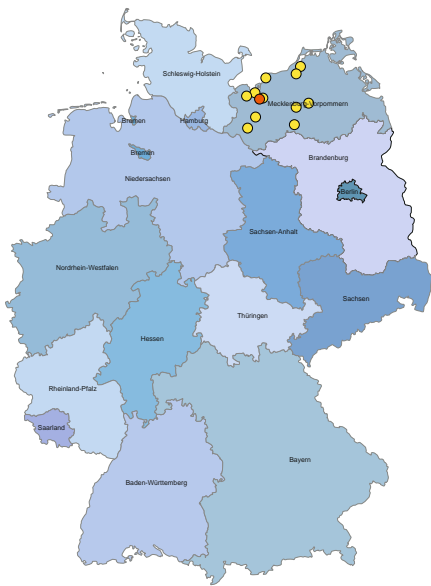 Schleswig-Holstein
Mecklenburg-Vorpommern
Bremen
Hamburg
Bremen
Brandenburg
Niedersachsen
Berlin
Sachsen-Anhalt
Nordrhein-Westfalen
Sachsen
Thüringen
Hessen
Rheinland-Pfalz
Saarland
Bayern
Baden-Württemberg